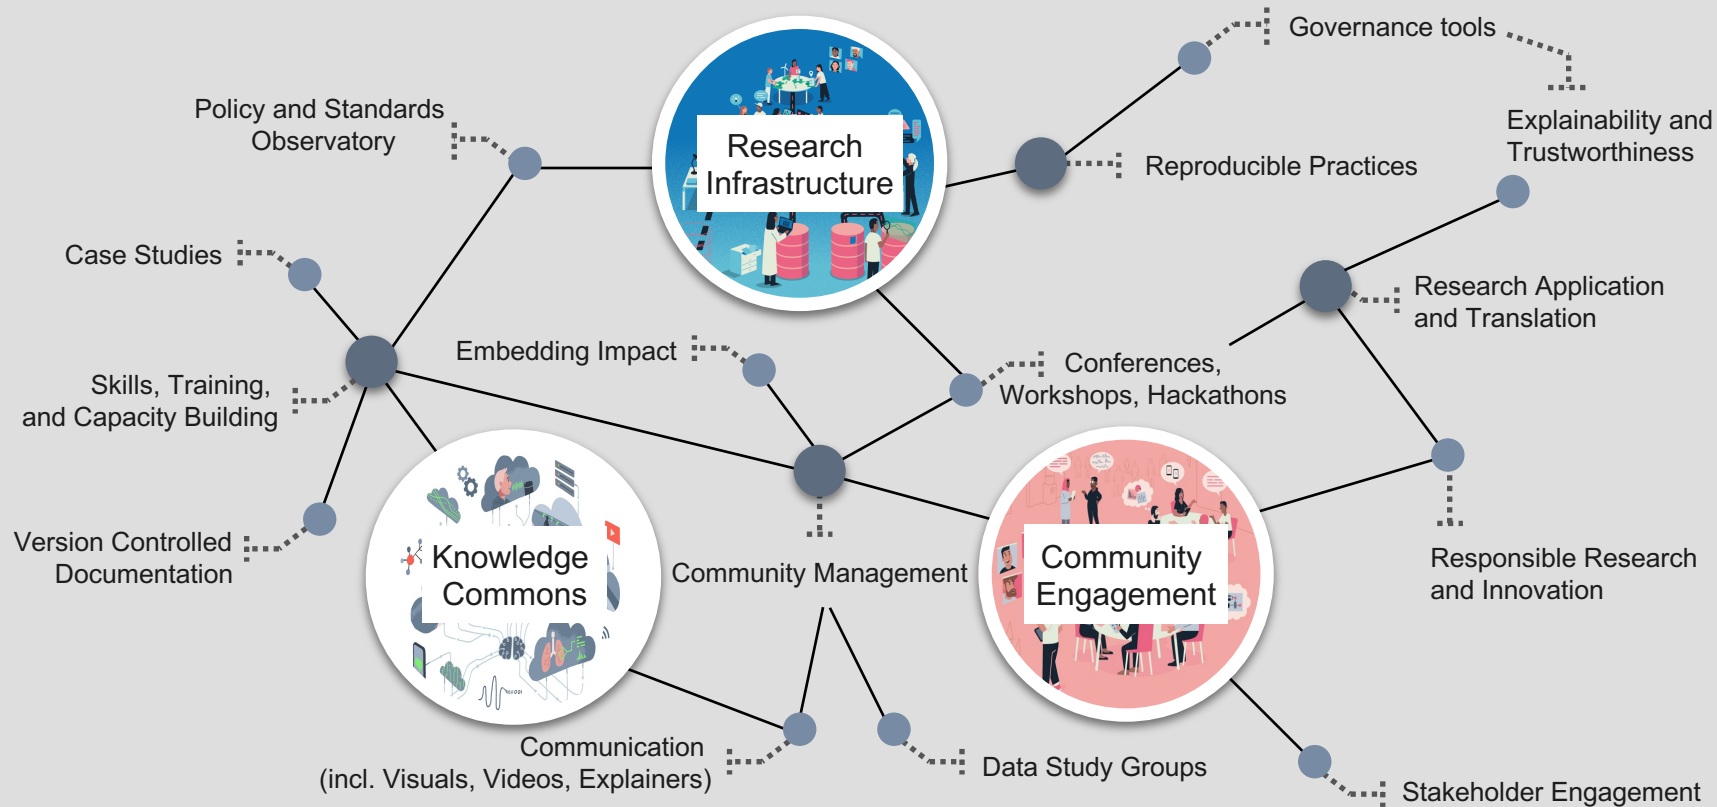 Governance tools
Policy and Standards
Observatory
Research
Infrastructure
Explainability and
Trustworthiness
Reproducible Practices
Case Studies
Research Application
and Translation
Embedding Impact
Conferences,
Workshops, Hackathons
Skills, Training,
and Capacity Building
Version Controlled
Documentation
Knowledge
Commons
Community Management
Community
Engagement
Responsible Research
and Innovation
Communication
(incl. Visuals, Videos, Explainers)
Data Study Groups
Stakeholder Engagement